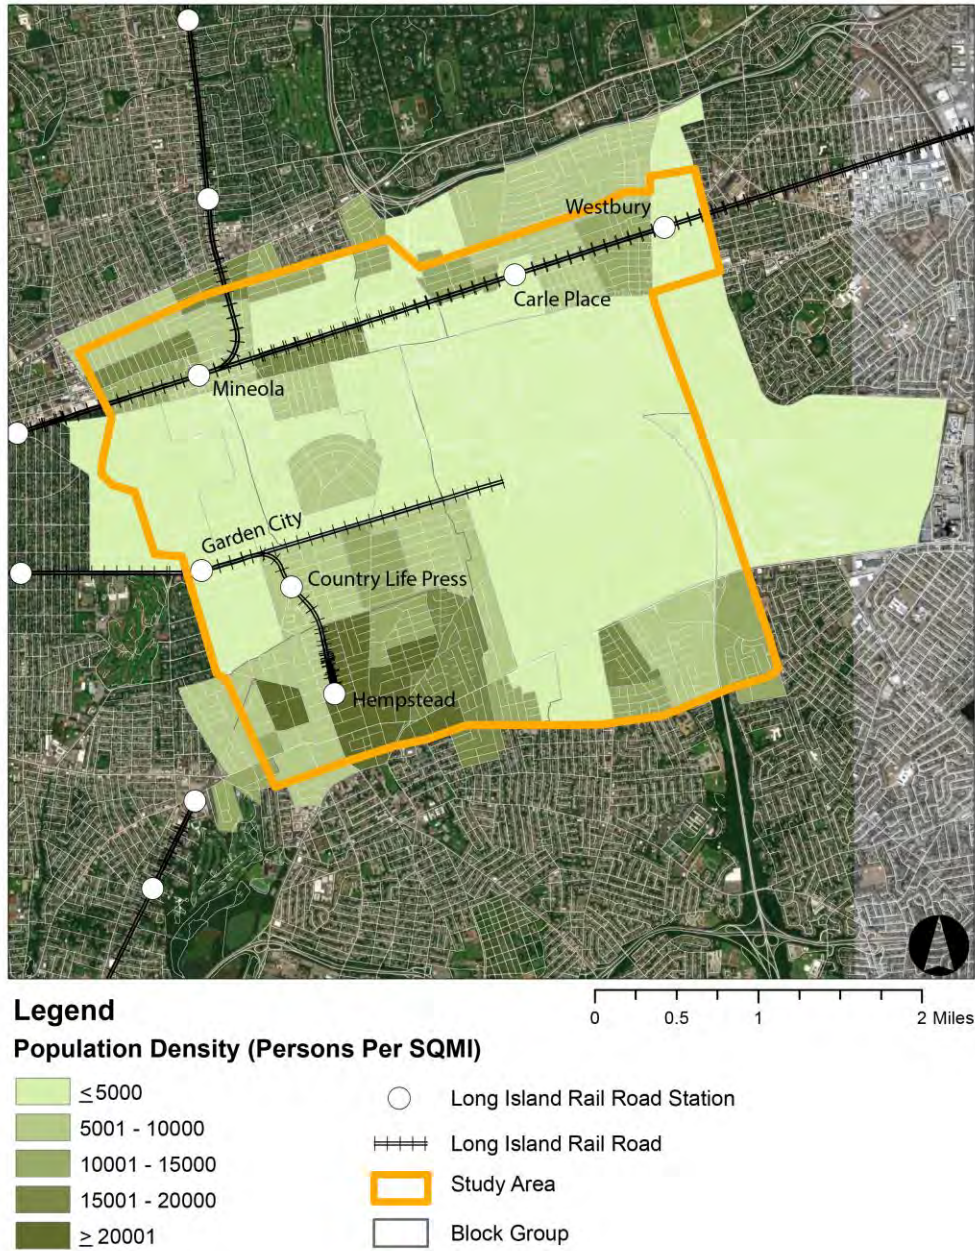 Westbury
Carle Place
Mineola
Garden City
Country Life Press
Hempstead
Legend
0 0.5 1 2 Miles
Population Density (Persons Per SQMI)
≤5000
5001 - 10000
10001 - 15000
15001 - 20000
≥ 20001
Long Island Rail Road Station
Long Island Rail Road
Study Area
Block Group